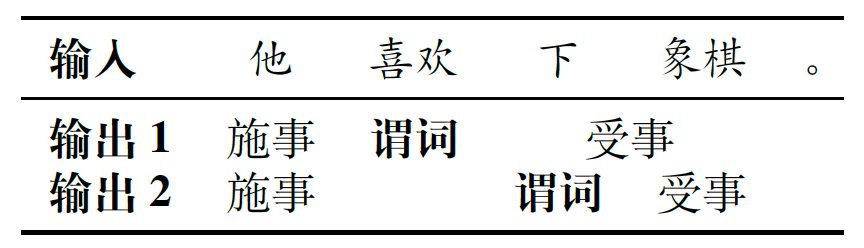 输入 他 喜欢 下 象棋 。
输出 1 施事 谓词 受事
输出 2 施事 谓词 受事